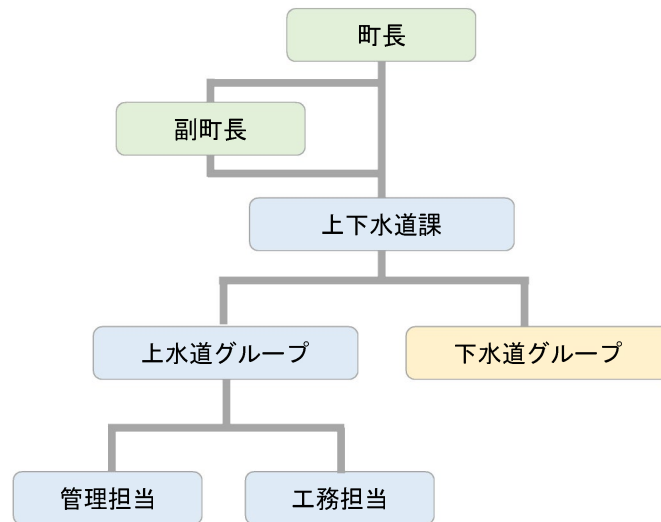 町長
副町長
上下水道課
上水道グループ
下水道グループ
管理担当
工務担当